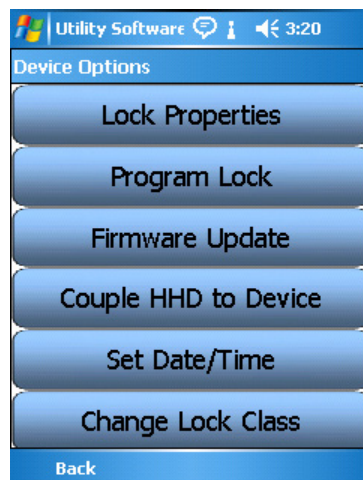 Utility Software 3:20
Device Options
Lock Properties
Program Lock
Firmware Update
Couple HHD to Device
Set Date/Time
Change Lock Class
Back